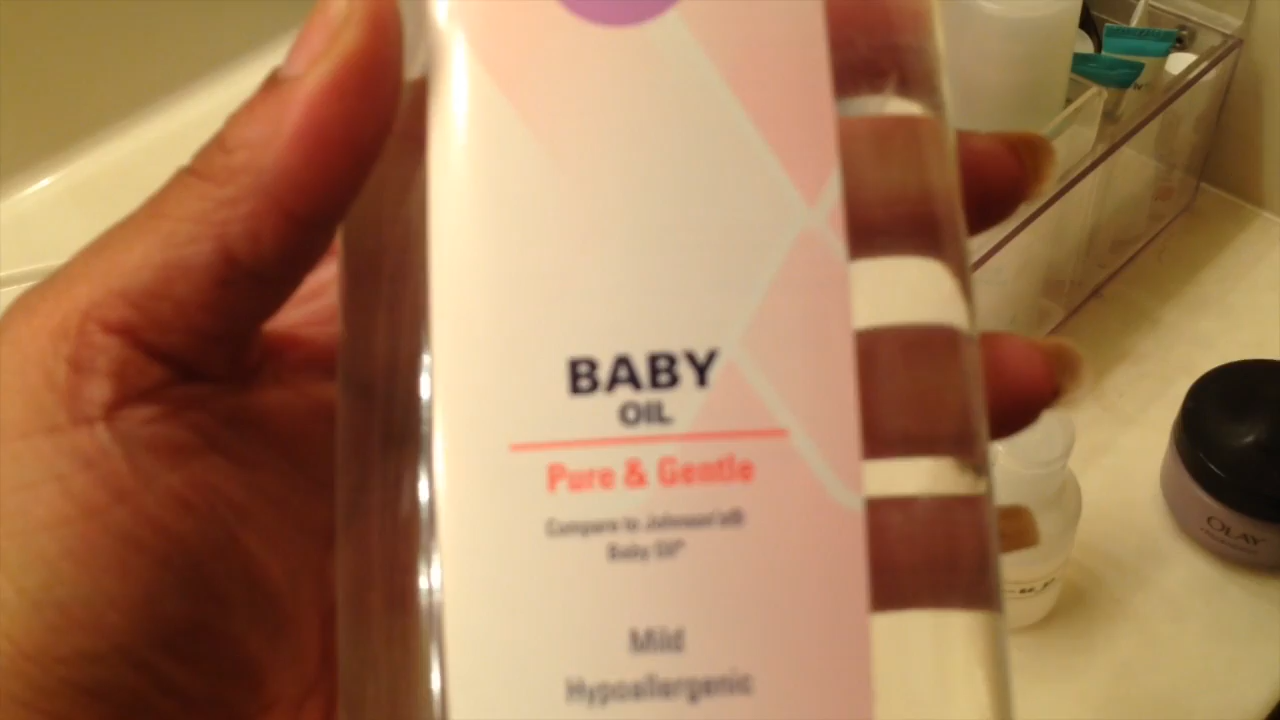 BABY
OIL
Pure & Gentle
Compare to Johnson's®
Baby Oil*
Mild
Hypoallergenic
OLAY